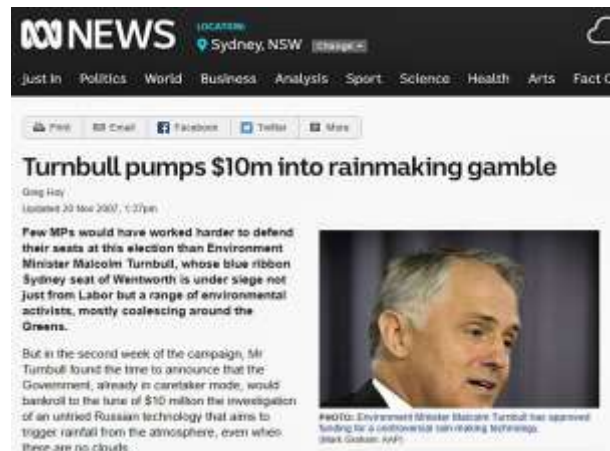 ABC NEWS
LOCATION:
Sydney, NSW Change
Just In Politics World Business Analysis Sport Science Health Arts Fact C
Print Email Facebook Twitter More
Turnbull pumps $10m into rainmaking gamble
Greg Hoy
Updated 20 Nov 2007, 1:37pm
Few MPs would have worked harder to defend
their seats at this election than Environment
Minister Malcolm Turnbull, whose blue ribbon
Sydney seat of Wentworth is under siege not
just from Labor but a range of environmental
activists, mostly coalescing around the
Greens.
But in the second week of the campaign, Mr
Turnbull found the time to announce that the
Government, already in caretaker mode, would
bankroll to the tune of $10 million the investigation
of an untried Russian technology that aims to
trigger rainfall from the atmosphere, even when
there are no clouds.
PHOTO: Environment Minister Malcolm Turnbull has approved
funding for a controversial rain-making technology.
(Mark Graham: AAP)